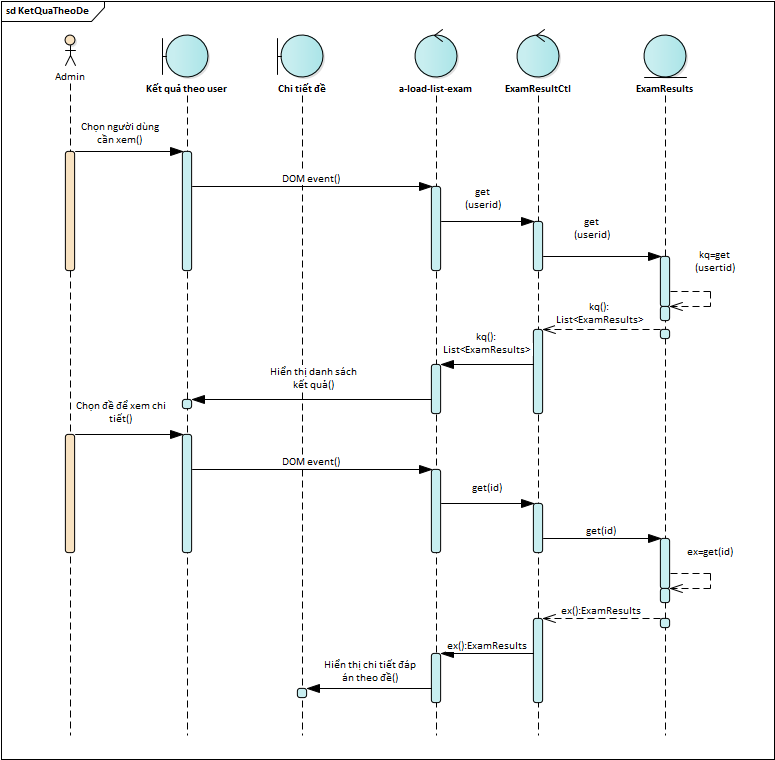 sd KetQuaTheoDe
Admin
Kết quả theo user
Chi tiết đề
a-load-list-exam
ExamResultCtl
ExamResults
Chọn người dùng
cần xem()
DOM event()
get
(userid)
get
(userid)
kq=get
(usertid)
kq():
List<ExamResults>
kq():
List<ExamResults>
Hiển thị danh sách
kết quả()
Chọn đề để xem chi
tiết()
DOM event()
get(id)
get(id)
ex=get(id)
ex():ExamResults
ex():ExamResults
Hiển thị chi tiết đáp
án theo đề()